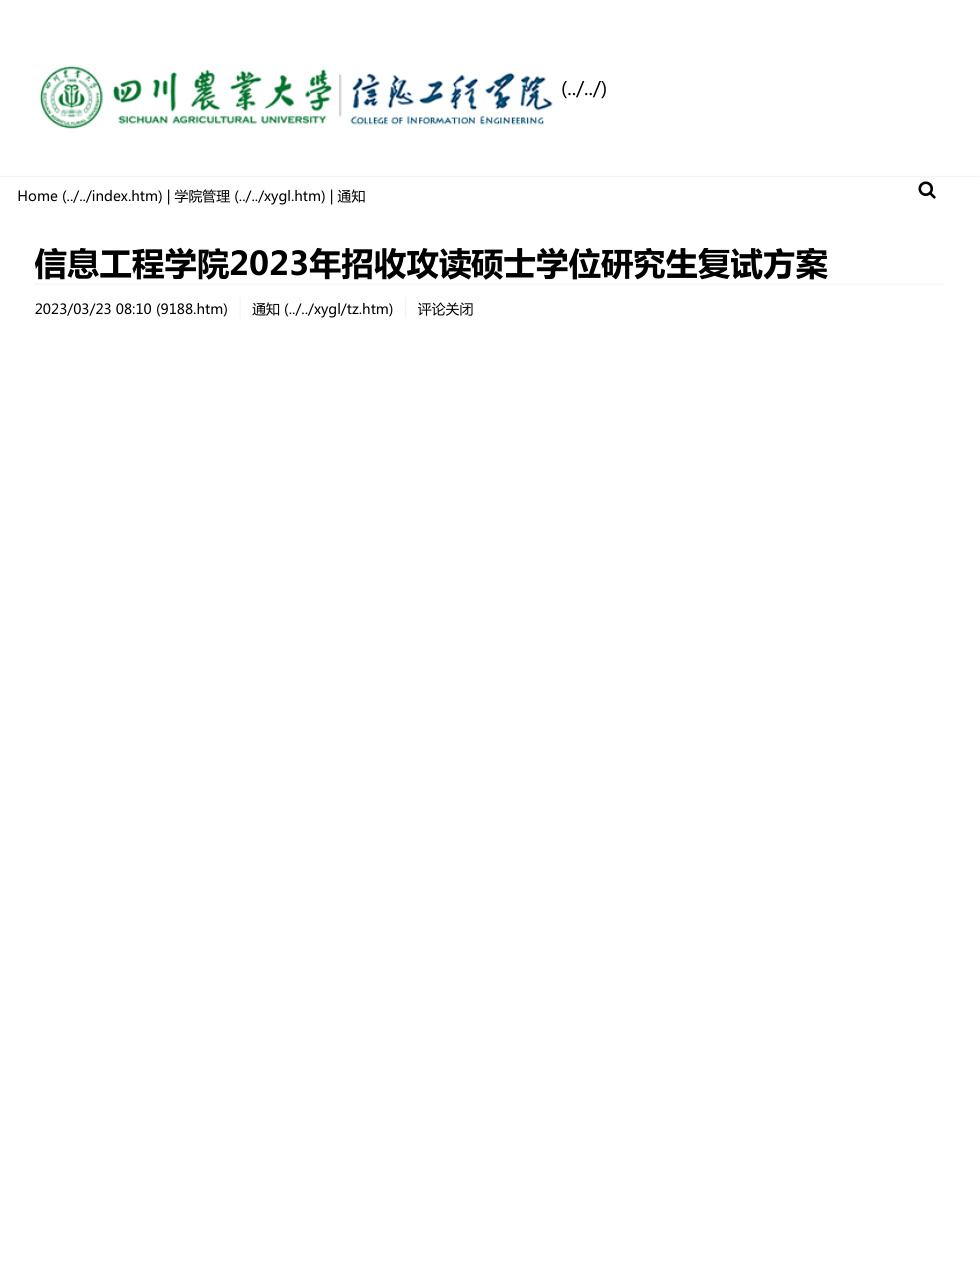 四川農業大学 信息工程学院 (../../)
SICHUAN AGRICULTURAL UNIVERSITY COLLEGE OF INFORMATION ENGINEERING
Home (../../index.htm) | 学院管理 (../../xygl.htm) | 通知
信息工程学院2023年招收攻读硕士学位研究生复试方案
2023/03/23 08:10 (9188.htm) 通知 (../../xygl/tz.htm) 评论关闭